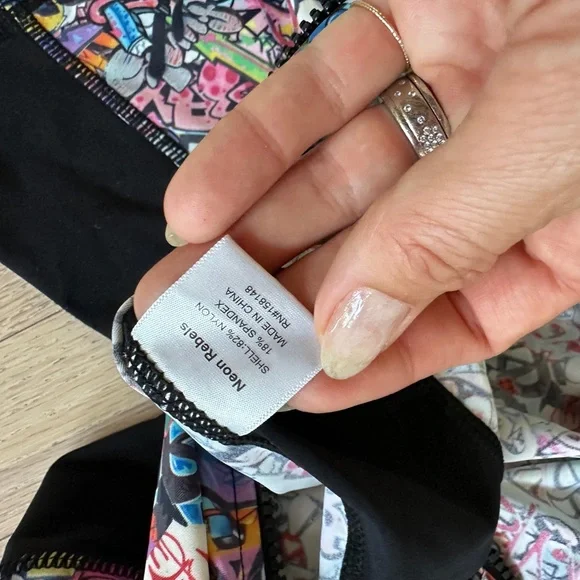 Neon Rebels
SHELL-82% NYLON
18% SPANDEX
MADE IN CHINA
RN#158148